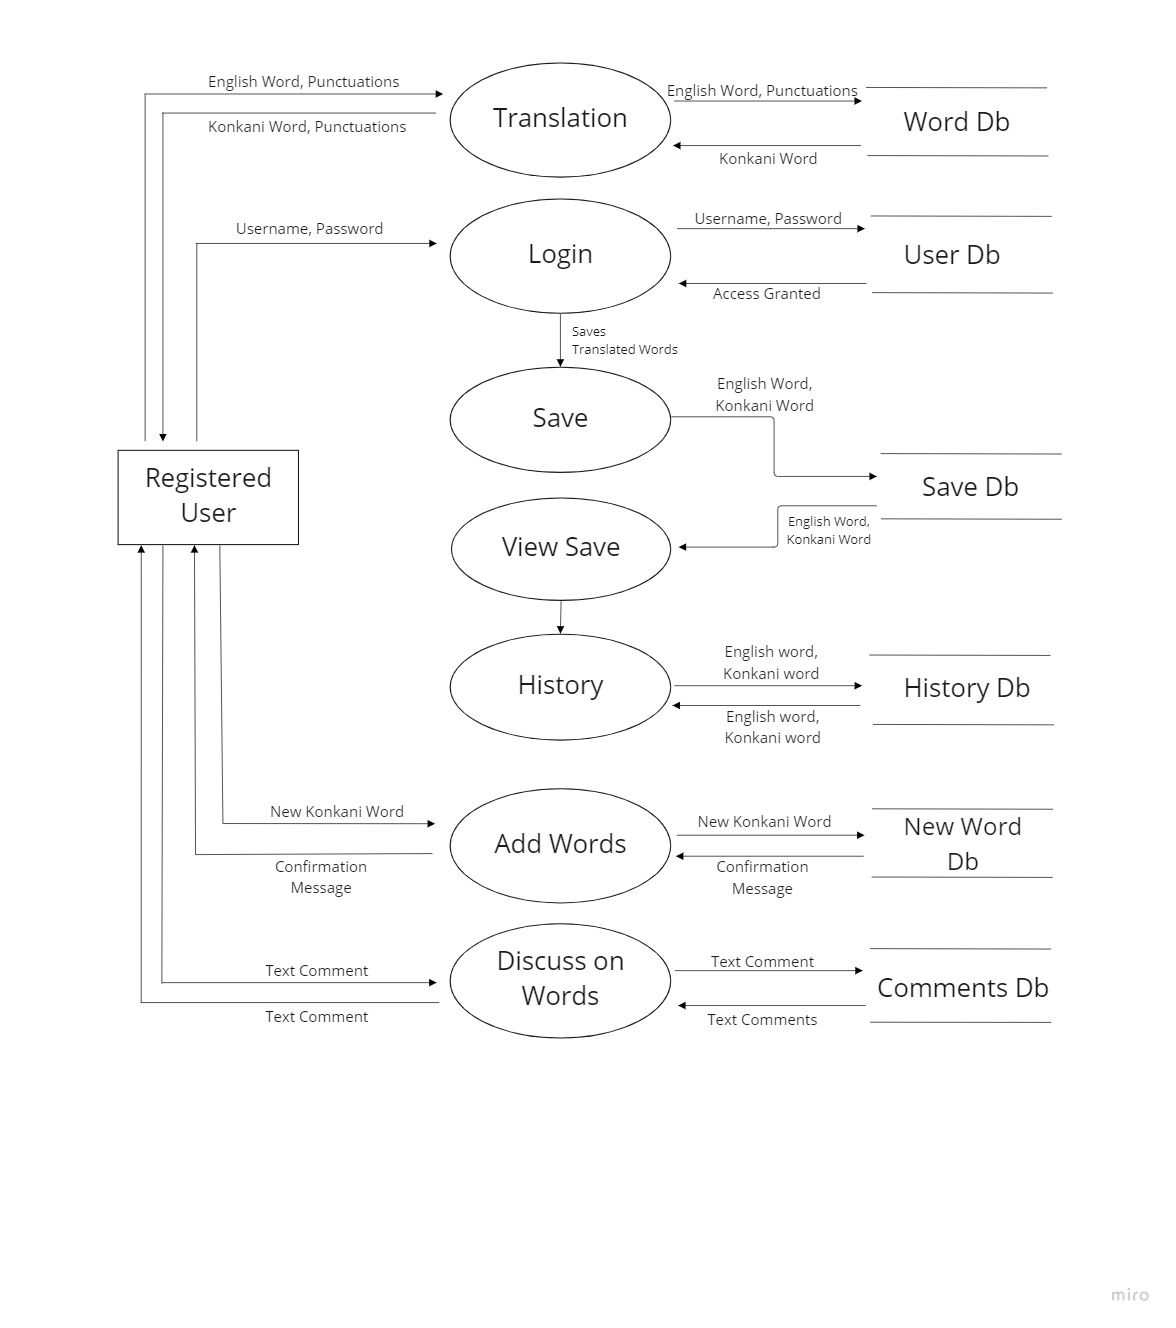 English Word, Punctuations
Konkani Word, Punctuations
Translation
English Word, Punctuations
Konkani Word
Word Db
Username, Password
Login
Username, Password
Access Granted
User Db
Saves
Translated Words
Save
English Word,
Konkani Word
Registered
User
Save Db
English Word,
Konkani Word
View Save
History
English word,
Konkani word
English word,
Konkani word
History Db
New Konkani Word
Confirmation
Message
Add Words
New Konkani Word
Confirmation
Message
New Word
Db
Text Comment
Text Comment
Discuss on
Words
Text Comment
Text Comments
Comments Db
miro